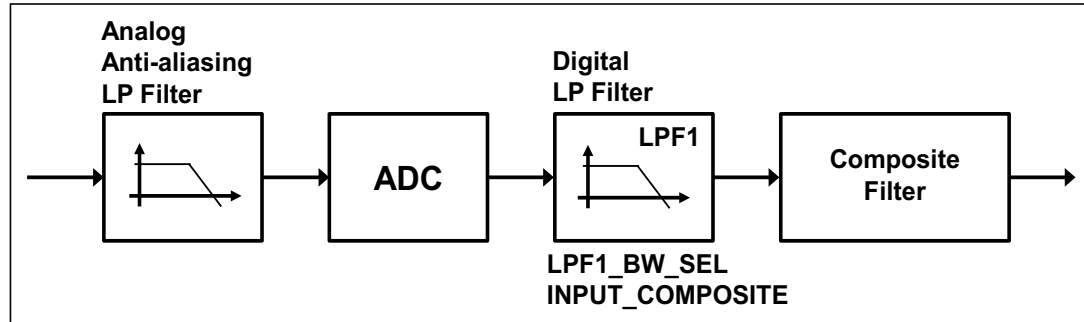 Analog
Anti-aliasing
LP Filter
ADC
Digital
LP Filter
LPF1
LPF1_BW_SEL
INPUT_COMPOSITE
Composite
Filter